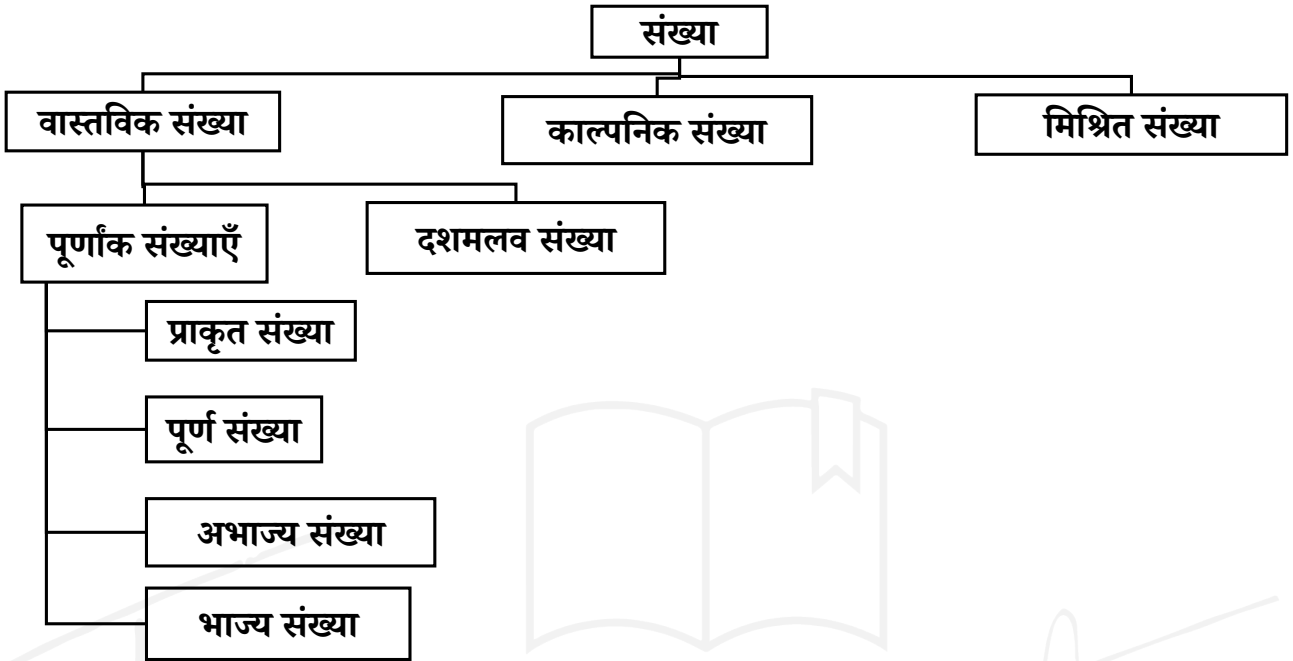 संख्या
वास्तविक संख्या
काल्पनिक संख्या
मिश्रित संख्या
पूर्णांक संख्याएँ
दशमलव संख्या
प्राकृत संख्या
पूर्ण संख्या
अभाज्य संख्या
भाज्य संख्या